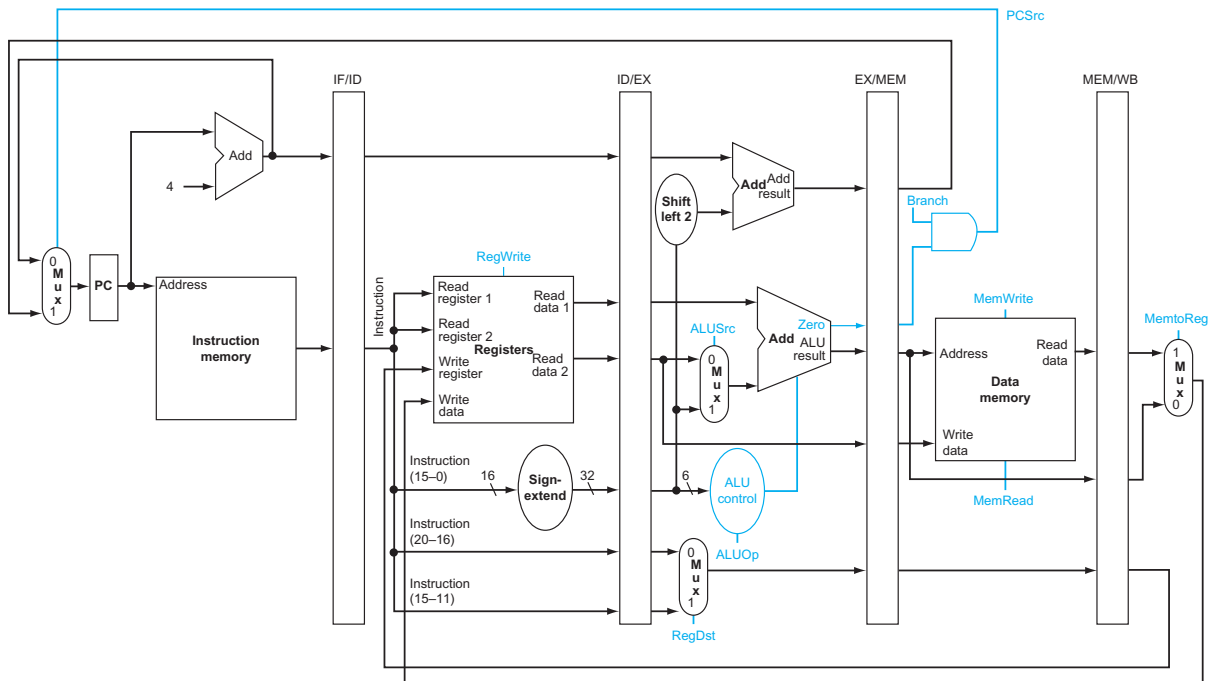 PCSrc
IF/ID
ID/EX
EX/MEM
MEM/WB
Add
4
Add Add
result
Shift
left 2
Branch
0
M
u
x
1
PC
Address
Instruction
memory
Instruction
RegWrite
Read
register 1
Read
data 1
Read
register 2
Registers
Write
register
Read
data 2
Write
data
ALUSrc
0
M
u
x
1
Zero
Add
ALU
result
MemWrite
Address
Read
data
Data
memory
Write
data
MemRead
MemtoReg
1
M
u
x
0
Instruction
(15–0)
16
Sign-
extend
32
6
ALU
control
ALUOp
Instruction
(20–16)
Instruction
(15–11)
0
M
u
x
1
RegDst